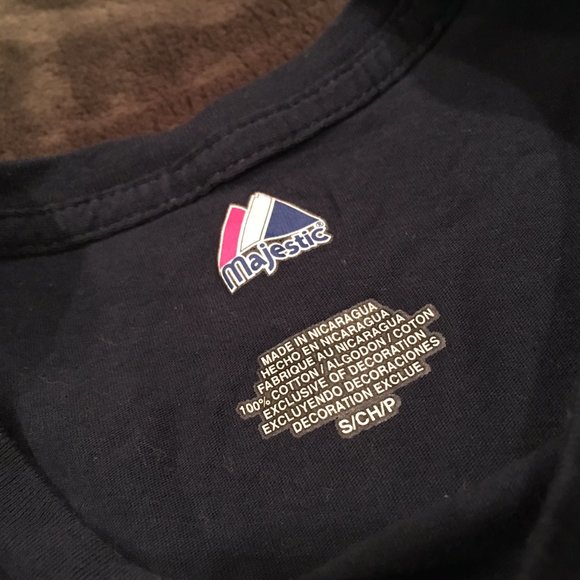 Majestic®
MADE IN NICARAGUA
HECHO EN NICARAGUA
FABRIQUE AU NICARAGUA
100% COTTON / ALGODON / COTON
EXCLUSIVE OF DECORATION
EXCLUYENDO DECORACIONES
DECORATION EXCLUE
S/CH/P